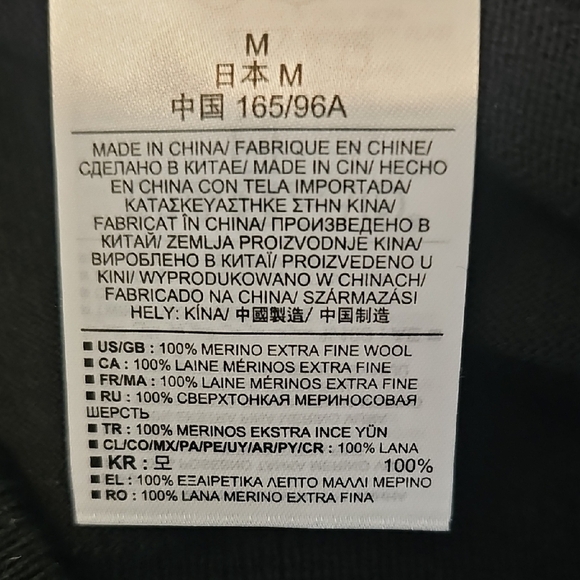 M
日本 M
中国 165/96A
MADE IN CHINA/ FABRIQUE EN CHINE/
СДЕЛАНО В КИТАЕ/ MADE IN CIN/ HECHO
EN CHINA CON TELA IMPORTADA/
ΚΑΤΑΣΚΕΥΑΣΤΗΚΕ ΣΤΗΝ ΚΙΝΑ/
FABRICAT ÎN CHINA/ ПРОИЗВЕДЕНО В
КИТАЙ/ ZEMLJA PROIZVODNJE KINA/
ВИРОБЛЕНО В КИТАЇ/ PROIZVEDENO U
KINI/ WYPRODUKOWANO W CHINACH/
FABRICADO NA CHINA/ SZÁRMAZÁSI
HELY: KÍNA/ 中國製造/ 中国制造
■ US/GB : 100% MERINO EXTRA FINE WOOL
■ CA : 100% LAINE MÉRINOS EXTRA FINE
■ FR/MA : 100% LAINE MÉRINOS EXTRA FINE
■ RU : 100% СВЕРХТОНКАЯ МЕРИНОСОВАЯ
ШЕРСТЬ
■ TR : 100% MERINOS EKSTRA INCE YÜN
■ CL/CO/MX/PA/PE/UY/AR/PY/CR : 100% LANA
■ KR : 모 100%
■ EL : 100% ΕΞΑΙΡΕΤΙΚΑ ΛΕΠΤΟ ΜΑΛΛΙ ΜΕΡΙΝΟ
■ RO : 100% LANA MERINO EXTRA FINA